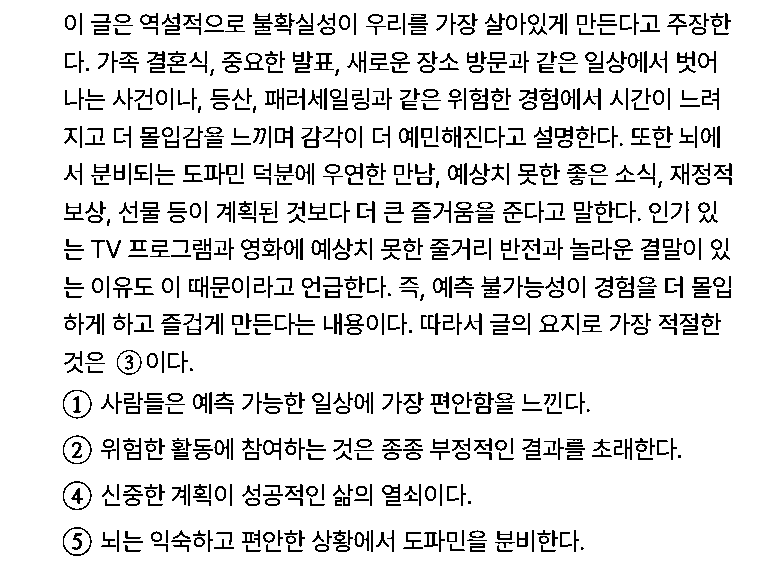 이 글은 역설적으로 불확실성이 우리를 가장 살아있게 만든다고 주장한
다. 가족 결혼식, 중요한 발표, 새로운 장소 방문과 같은 일상에서 벗어
나는 사건이나, 등산, 패러세일링과 같은 위험한 경험에서 시간이 느려
지고 더 몰입감을 느끼며 감각이 더 예민해진다고 설명한다. 또한 뇌에
서 분비되는 도파민 덕분에 우연한 만남, 예상치 못한 좋은 소식, 재정적
보상, 선물 등이 계획된 것보다 더 큰 즐거움을 준다고 말한다. 인기 있
는 TV 프로그램과 영화에 예상치 못한 줄거리 반전과 놀라운 결말이 있
는 이유도 이 때문이라고 언급한다. 즉, 예측 불가능성이 경험을 더 몰입
하게 하고 즐겁게 만든다는 내용이다. 따라서 글의 요지로 가장 적절한
것은 ③이다.
① 사람들은 예측 가능한 일상에 가장 편안함을 느낀다.
② 위험한 활동에 참여하는 것은 종종 부정적인 결과를 초래한다.
④ 신중한 계획이 성공적인 삶의 열쇠이다.
⑤ 뇌는 익숙하고 편안한 상황에서 도파민을 분비한다.